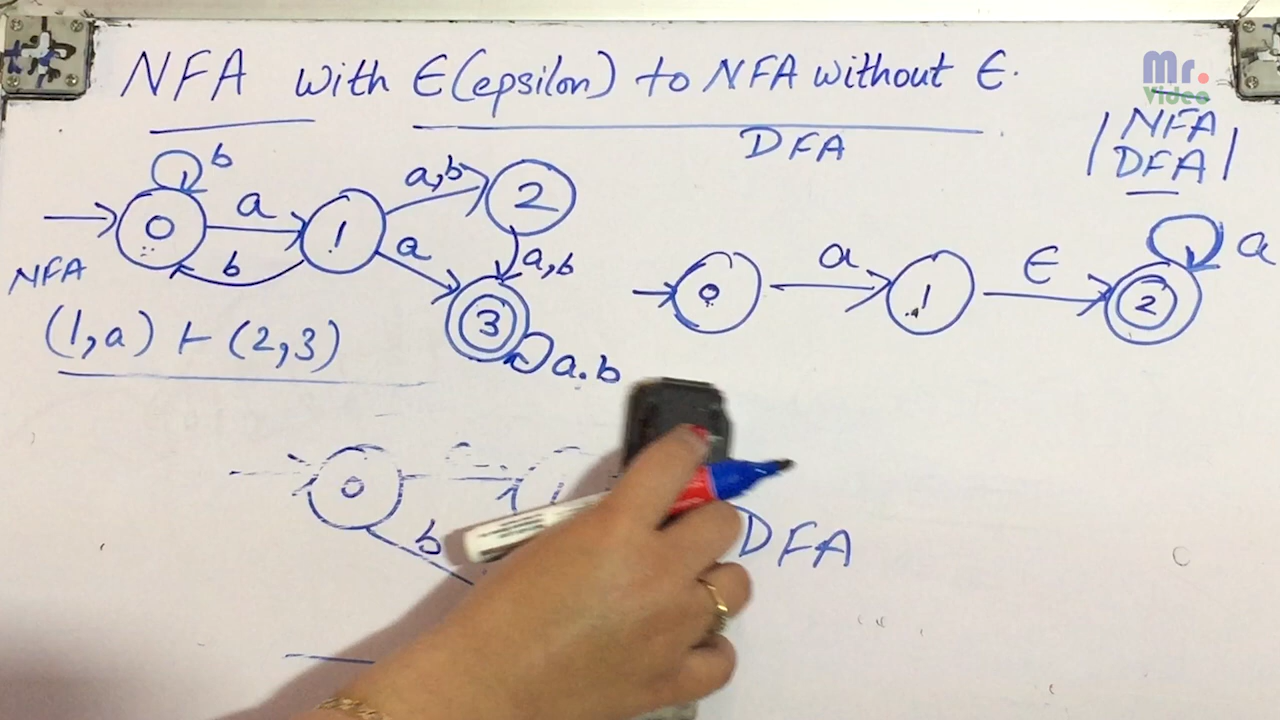 NFA with ∈(epsilon) to NFA without ∈.
Mr.
Video
DFA
NFA
DFA
b
a
a,b
0
1
2
b
a
a,b
NFA
3
a.b
(1,a) ⊢ (2,3)
a
∈
a
0
1
2
0
b
DFA